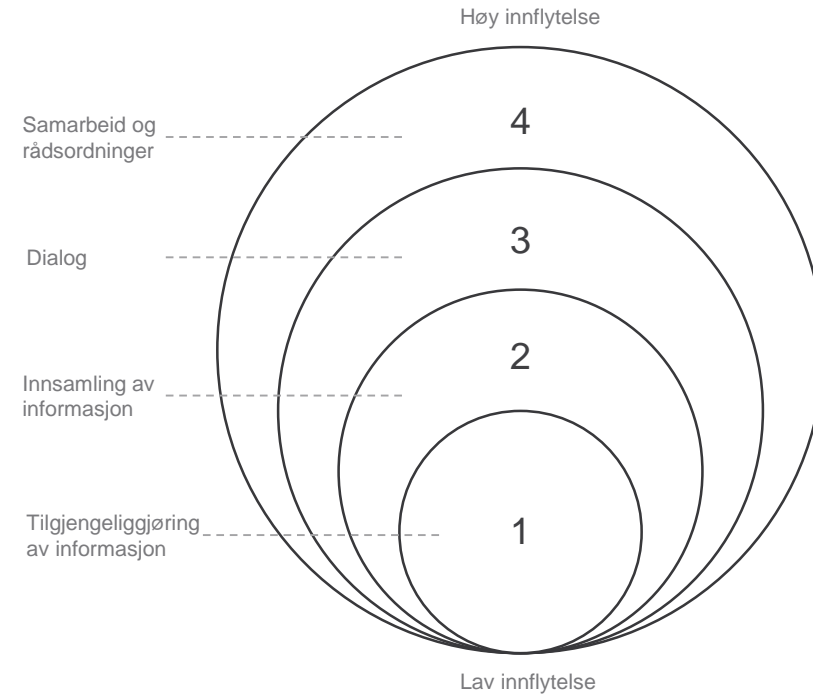 Høy innflytelse
4
Samarbeid og
rådsordninger
3
Dialog
2
Innsamling av
informasjon
1
Tilgjengeliggjøring
av informasjon
Lav innflytelse